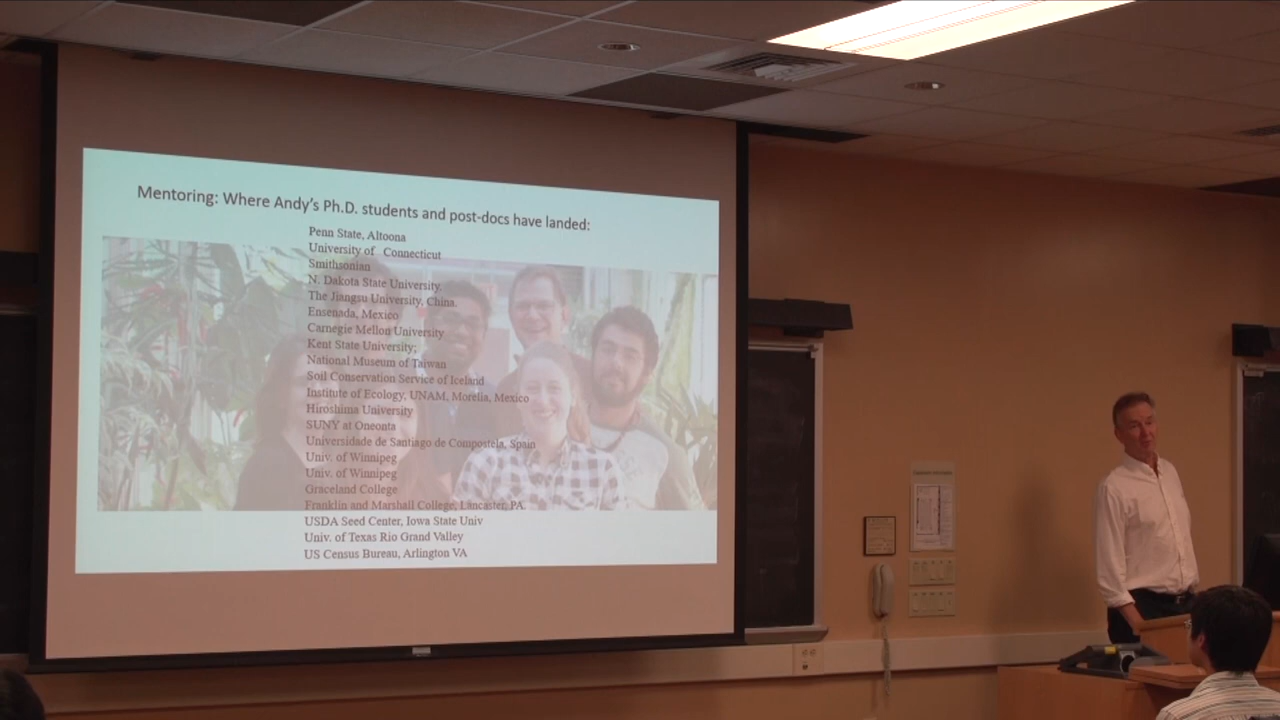 Mentoring: Where Andy's Ph.D. students and post-docs have landed:
Penn State, Altoona
University of Connecticut
Smithsonian
N. Dakota State University.
The Jiangsu University, China.
Ensenada, Mexico
Carnegie Mellon University
Kent State University;
National Museum of Taiwan
Soil Conservation Service of Iceland
Institute of Ecology, UNAM, Morelia, Mexico
Hiroshima University
SUNY at Oneonta
Universidade de Santiago de Compostela, Spain
Univ. of Winnipeg
Univ. of Winnipeg
Graceland College
Franklin and Marshall College, Lancaster, PA.
USDA Seed Center, Iowa State Univ
Univ. of Texas Rio Grand Valley
US Census Bureau, Arlington VA